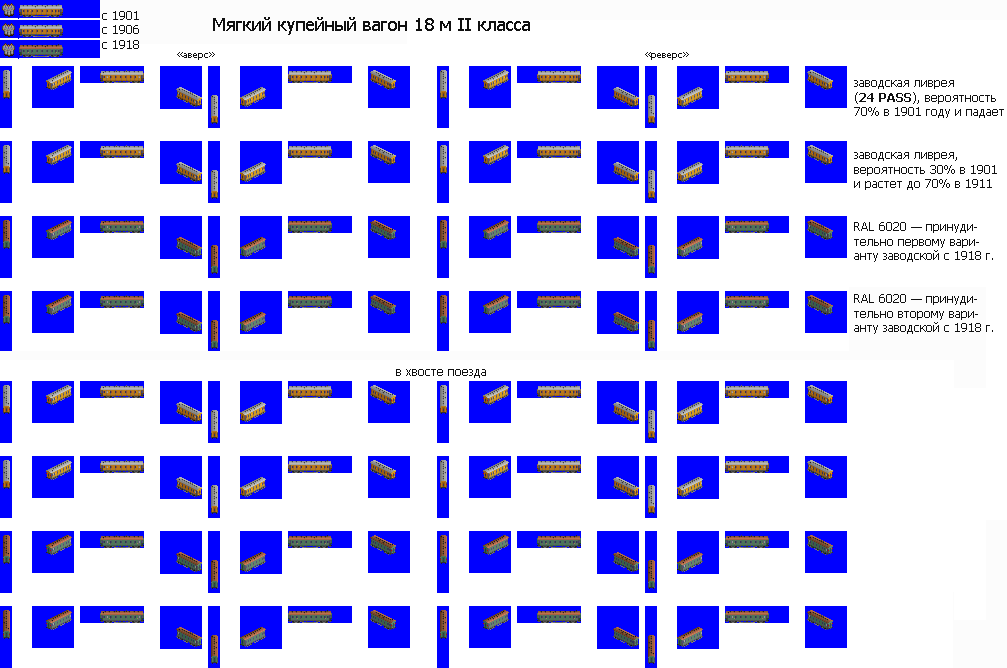 с 1901
с 1906
с 1918
Мягкий купейный вагон 18 м II класса
«аверс»
«реверс»
заводская ливрея
(24 PASS), вероятность
70% в 1901 году и падает
заводская ливрея,
вероятность 30% в 1901
и растет до 70% в 1911
RAL 6020 — принуди-
тельно первому вари-
анту заводской с 1918 г.
RAL 6020 — принуди-
тельно второму вари-
анту заводской с 1918 г.
в хвосте поезда